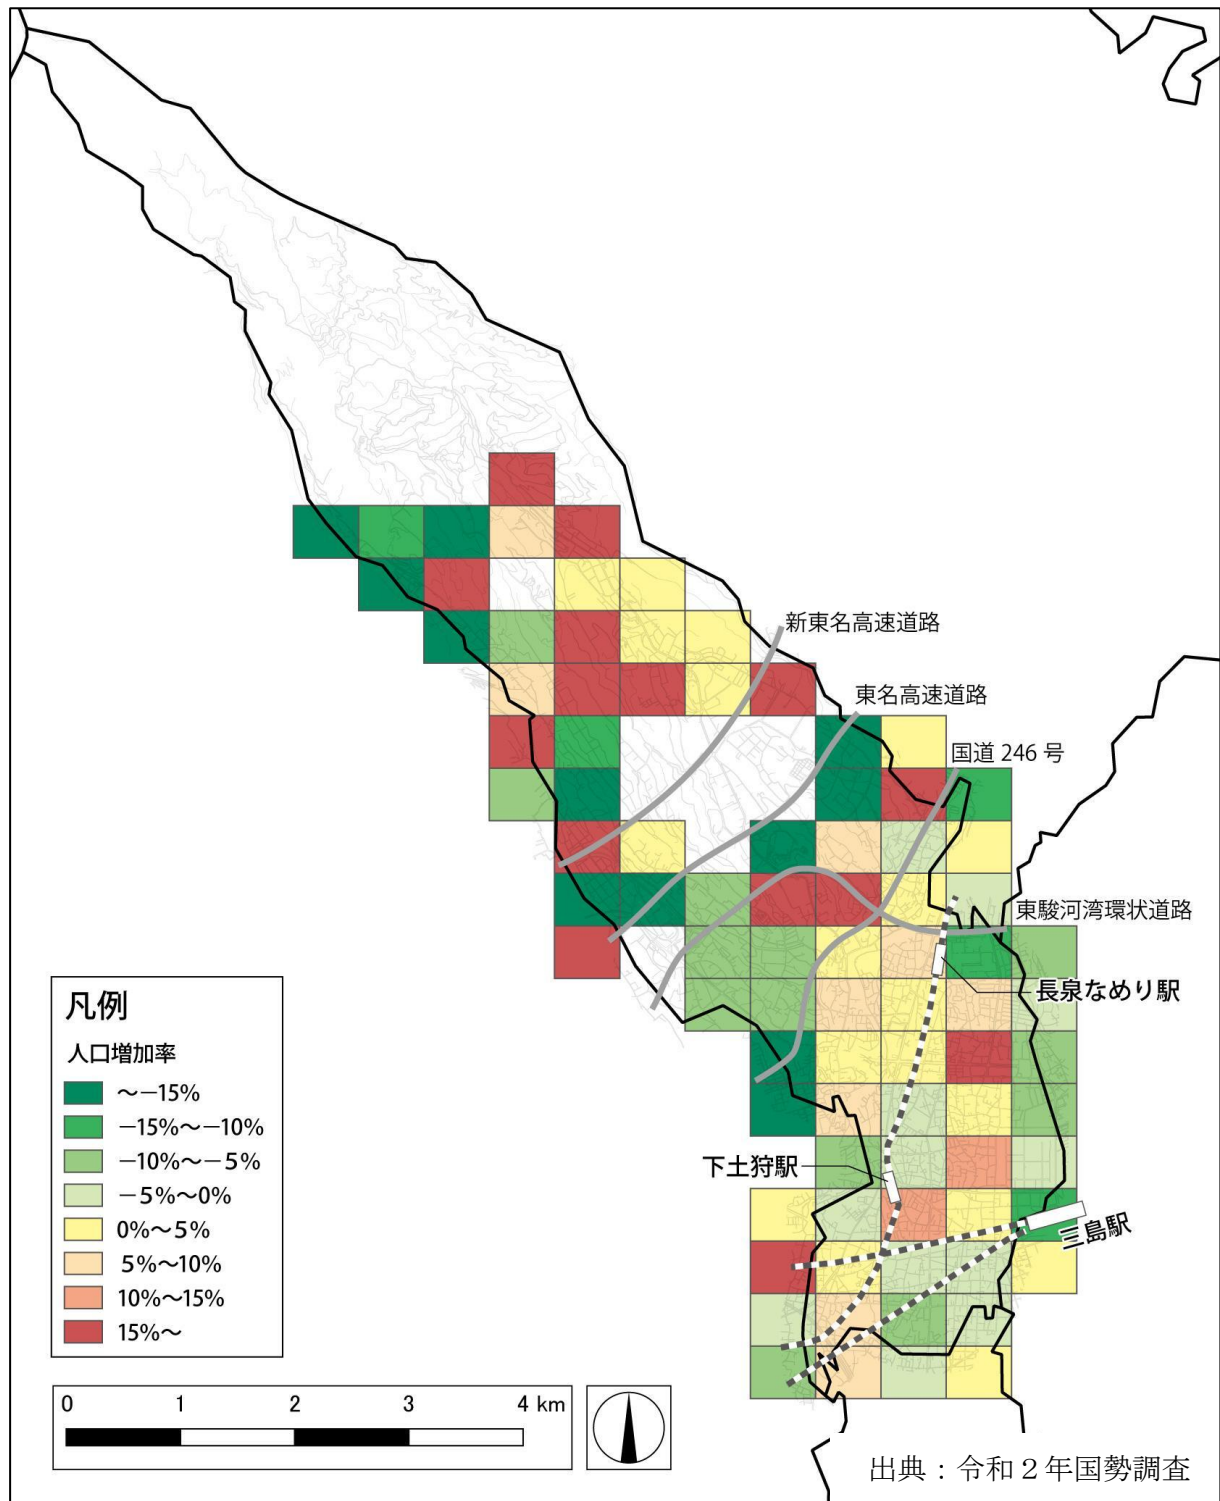 新東名高速道路
東名高速道路
国道 246 号
東駿河湾環状道路
長泉なめり駅
下土狩駅
三島駅
凡例
人口増加率
～−15%
−15%～−10%
−10%～−5%
−5%～0%
0%～5%
5%～10%
10%～15%
15%～
0 1 2 3 4 km
出典：令和２年国勢調査